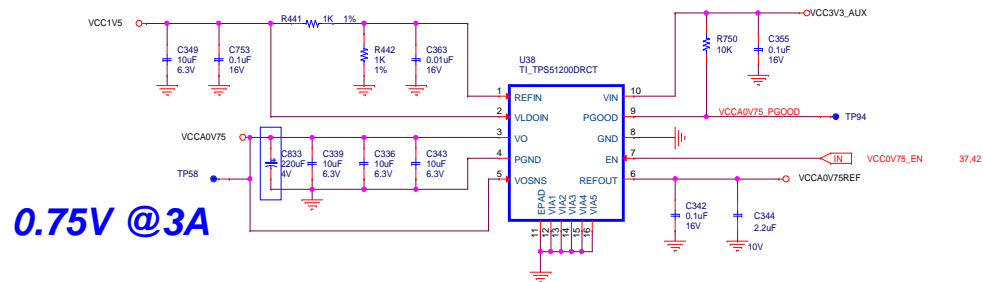 VCC1V5
R441 1K 1%
VCC3V3_AUX
C349
10uF
6.3V
C753
0.1uF
16V
R442
1K
1%
C363
0.01uF
16V
R750
10K
C355
0.1uF
16V
U38
TI_TPS51200DRCT
1 REFIN
2 VLDOIN
3 VO
4 PGND
5 VOSNS
VIN 10
PGOOD 9
GND 8
EN 7
REFOUT 6
VCCA0V75_PGOOD
TP94
VCCA0V75
IN VCC0V75_EN 37,42
C833
220uF
4V
C339
10uF
6.3V
C336
10uF
6.3V
C343
10uF
6.3V
TP58
VCCA0V75REF
0.75V @3A
EPAD
VIA1
VIA2
VIA3
VIA4
VIA5
11
12
13
14
15
16
C342
0.1uF
16V
C344
2.2uF
10V